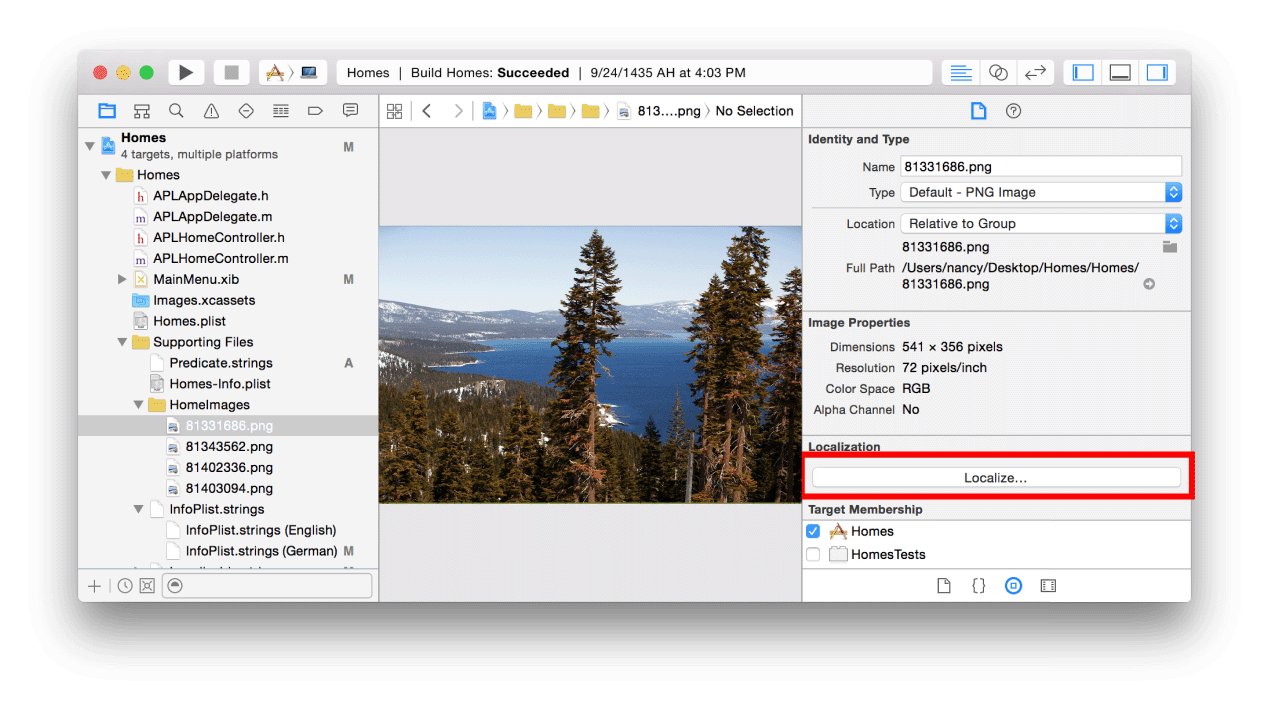 Homes | Build Homes: Succeeded | 9/24/1435 AH at 4:03 PM
813....png No Selection
Homes
4 targets, multiple platforms M
Homes
h APLAppDelegate.h
m APLAppDelegate.m
h APLHomeController.h
m APLHomeController.m
MainMenu.xib M
Images.xcassets
Homes.plist
Supporting Files
Predicate.strings A
Homes-Info.plist
HomeImages
81331686.png
81343562.png
81402336.png
81403094.png
InfoPlist.strings
InfoPlist.strings (English)
InfoPlist.strings (German) M
Identity and Type
Name 81331686.png
Type Default - PNG Image
Location Relative to Group
81331686.png
Full Path /Users/nancy/Desktop/Homes/Homes/
81331686.png
Image Properties
Dimensions 541 × 356 pixels
Resolution 72 pixels/inch
Color Space RGB
Alpha Channel No
Localization
Localize...
Target Membership
Homes
HomesTests